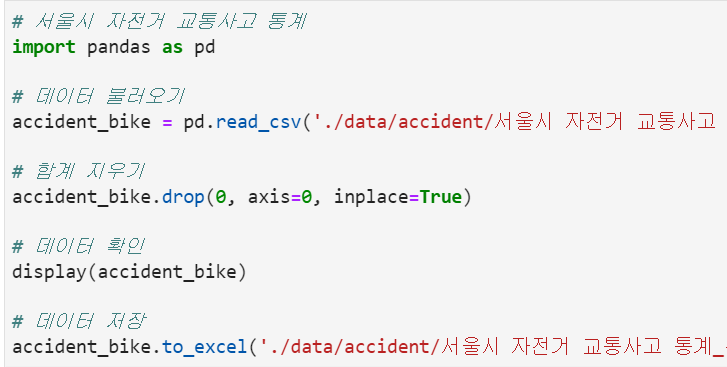 # 서울시 자전거 교통사고 통계
import pandas as pd
# 데이터 불러오기
accident_bike = pd.read_csv('./data/accident/서울시 자전거 교통사고
# 합계 지우기
accident_bike.drop(0, axis=0, inplace=True)
# 데이터 확인
display(accident_bike)
# 데이터 저장
accident_bike.to_excel('./data/accident/서울시 자전거 교통사고 통계_